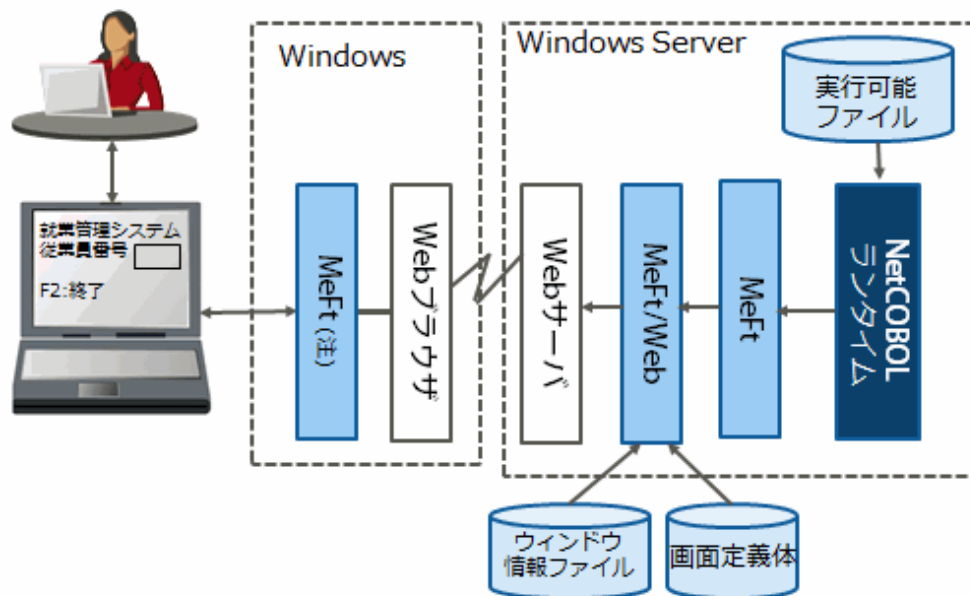 Windows
Windows Server
実行可能
ファイル
就業管理システム
従業員番号
F2:終了
MeFt(注)
Webブラウザ
Webサーバ
MeFt/Web
MeFt
NetCOBOL
ランタイム
ウィンドウ
情報ファイル
画面定義体